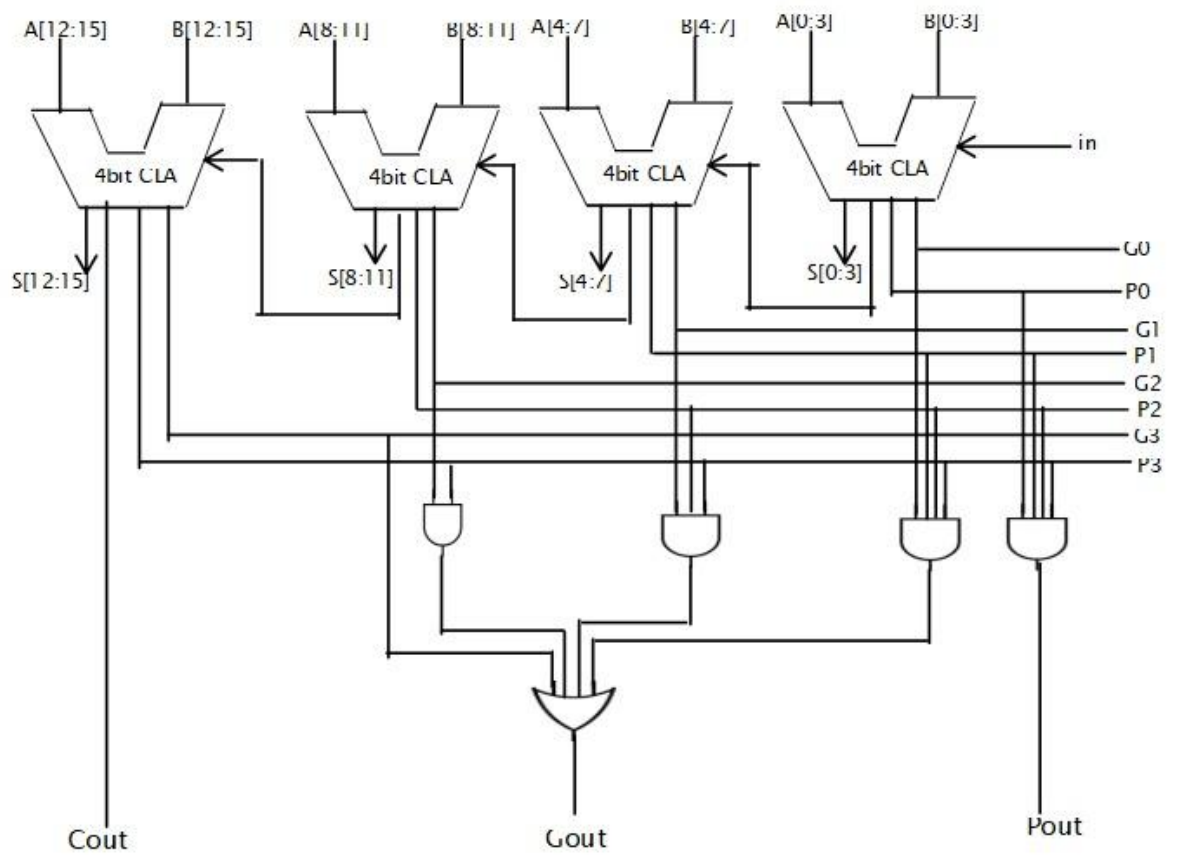 A[12:15]
B[12:15]
A[8:11]
B[8:11]
A[4:7]
B[4:7]
A[0:3]
B[0:3]
4bit CLA
4bit CLA
4bit CLA
4bit CLA
in
S[12:15]
S[8:11]
S[4:7]
S[0:3]
G0
P0
G1
P1
G2
P2
G3
P3
Cout
Gout
Pout